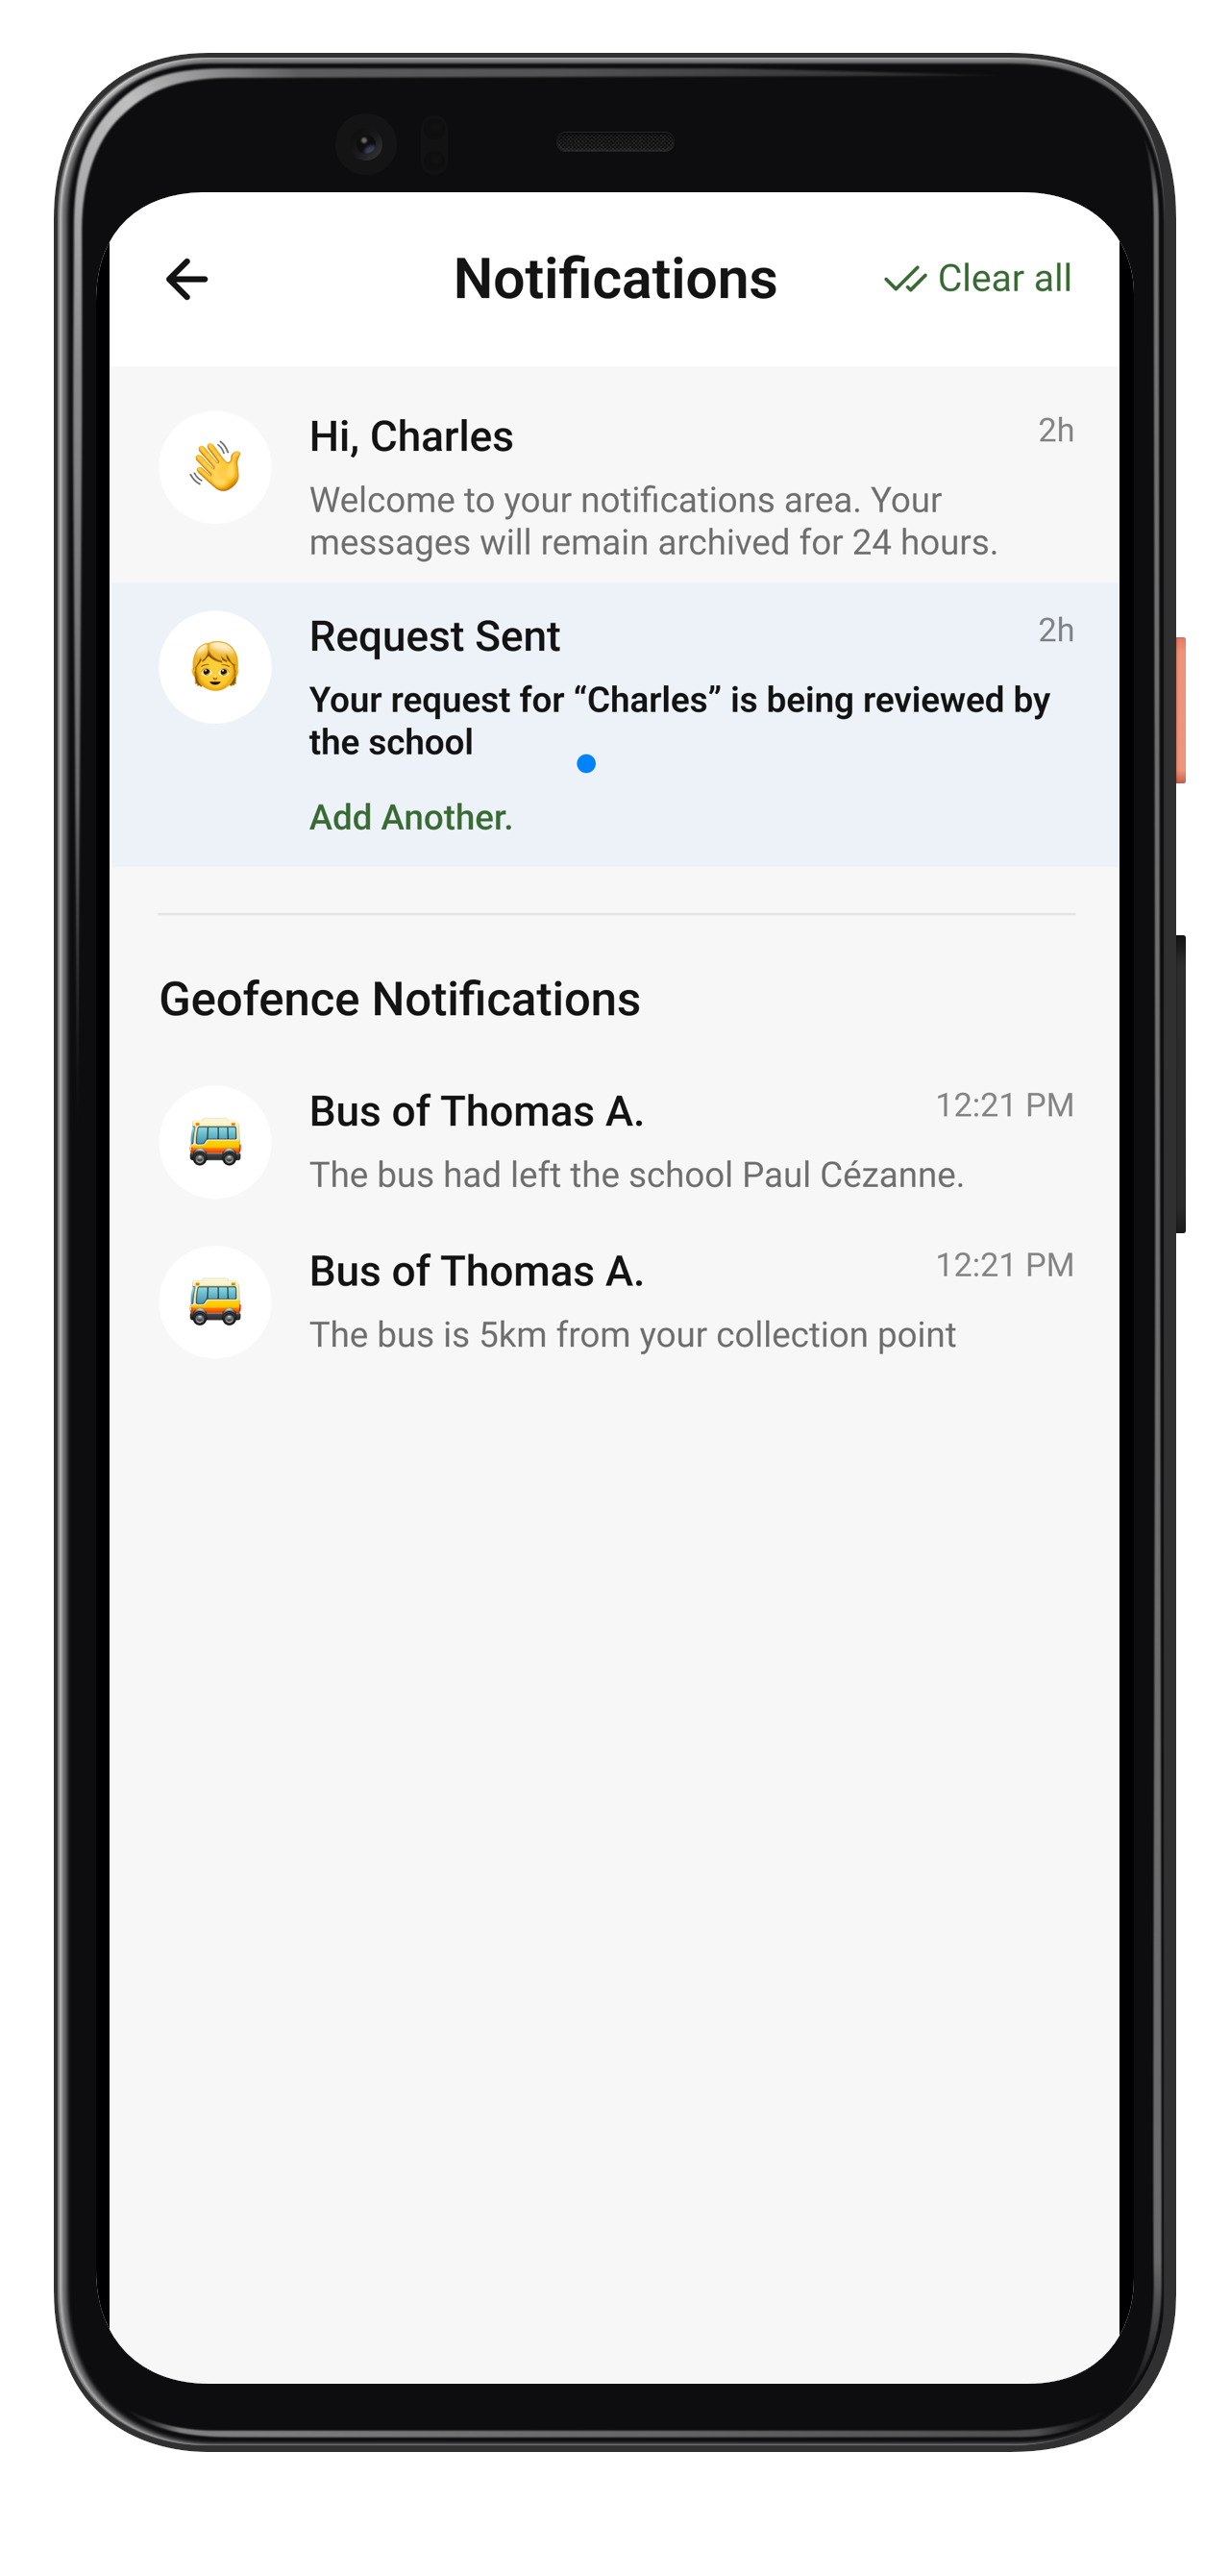 Notifications
Clear all
Hi, Charles
2h
Welcome to your notifications area. Your
messages will remain archived for 24 hours.
Request Sent
2h
Your request for “Charles” is being reviewed by
the school
Add Another.
Geofence Notifications
Bus of Thomas A.
12:21 PM
The bus had left the school Paul Cézanne.
Bus of Thomas A.
12:21 PM
The bus is 5km from your collection point